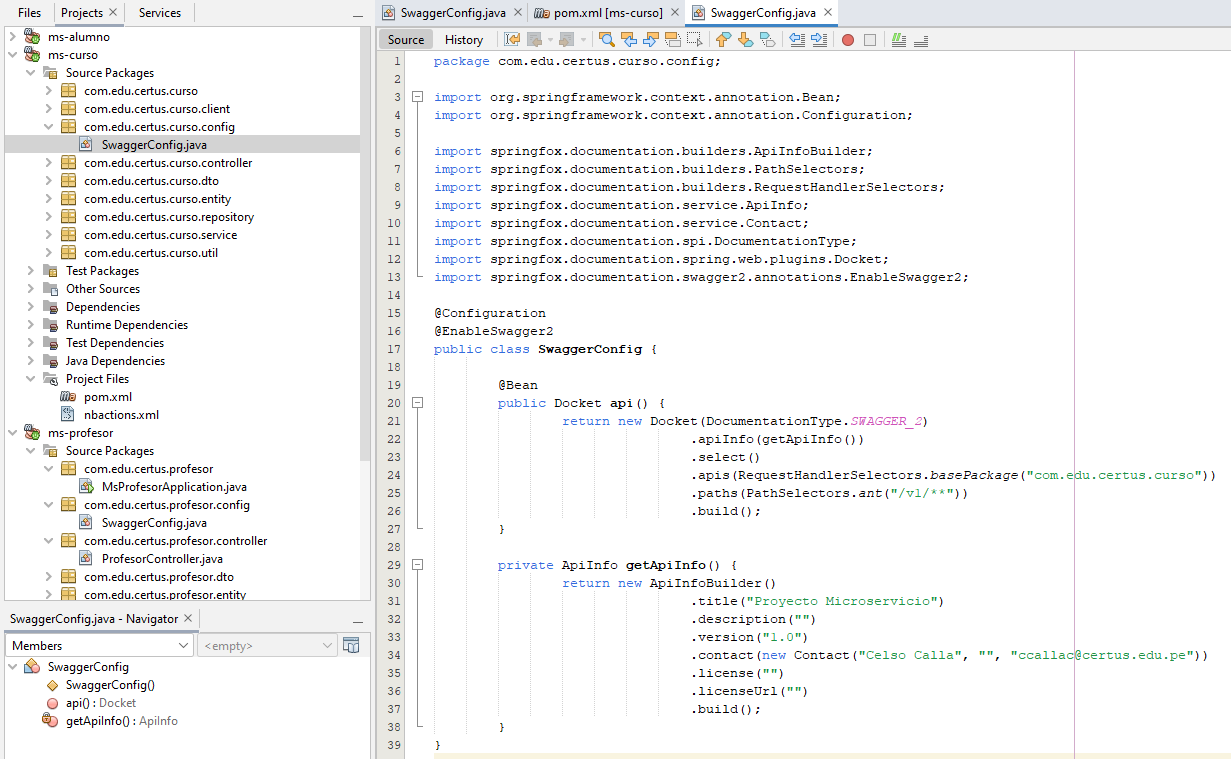 Files Projects Services
ms-alumno
ms-curso
Source Packages
com.edu.certus.curso
com.edu.certus.curso.client
com.edu.certus.curso.config
SwaggerConfig.java
com.edu.certus.curso.controller
com.edu.certus.curso.dto
com.edu.certus.curso.entity
com.edu.certus.curso.repository
com.edu.certus.curso.service
com.edu.certus.curso.util
Test Packages
Other Sources
Dependencies
Runtime Dependencies
Test Dependencies
Java Dependencies
Project Files
pom.xml
nbactions.xml
ms-profesor
Source Packages
com.edu.certus.profesor
MsProfesorApplication.java
com.edu.certus.profesor.config
SwaggerConfig.java
com.edu.certus.profesor.controller
ProfesorController.java
com.edu.certus.profesor.dto
com.edu.certus.profesor.entity
SwaggerConfig.java - Navigator
Members <empty>
SwaggerConfig
SwaggerConfig()
api() : Docket
getApiInfo() : ApiInfo
SwaggerConfig.java pom.xml [ms-curso] SwaggerConfig.java
Source History
1 package com.edu.certus.curso.config;
2
3 import org.springframework.context.annotation.Bean;
4 import org.springframework.context.annotation.Configuration;
5
6 import springfox.documentation.builders.ApiInfoBuilder;
7 import springfox.documentation.builders.PathSelectors;
8 import springfox.documentation.builders.RequestHandlerSelectors;
9 import springfox.documentation.service.ApiInfo;
10 import springfox.documentation.service.Contact;
11 import springfox.documentation.spi.DocumentationType;
12 import springfox.documentation.spring.web.plugins.Docket;
13 import springfox.documentation.swagger2.annotations.EnableSwagger2;
14
15 @Configuration
16 @EnableSwagger2
17 public class SwaggerConfig {
18
19 @Bean
20 public Docket api() {
21 return new Docket(DocumentationType.SWAGGER_2)
22 .apiInfo(getApiInfo())
23 .select()
24 .apis(RequestHandlerSelectors.basePackage("com.edu.certus.curso"))
25 .paths(PathSelectors.ant("/v1/**"))
26 .build();
27 }
28
29 private ApiInfo getApiInfo() {
30 return new ApiInfoBuilder()
31 .title("Proyecto Microservicio")
32 .description("")
33 .version("1.0")
34 .contact(new Contact("Celso Calla", "", "ccallac@certus.edu.pe"))
35 .license("")
36 .licenseUrl("")
37 .build();
38 }
39 }